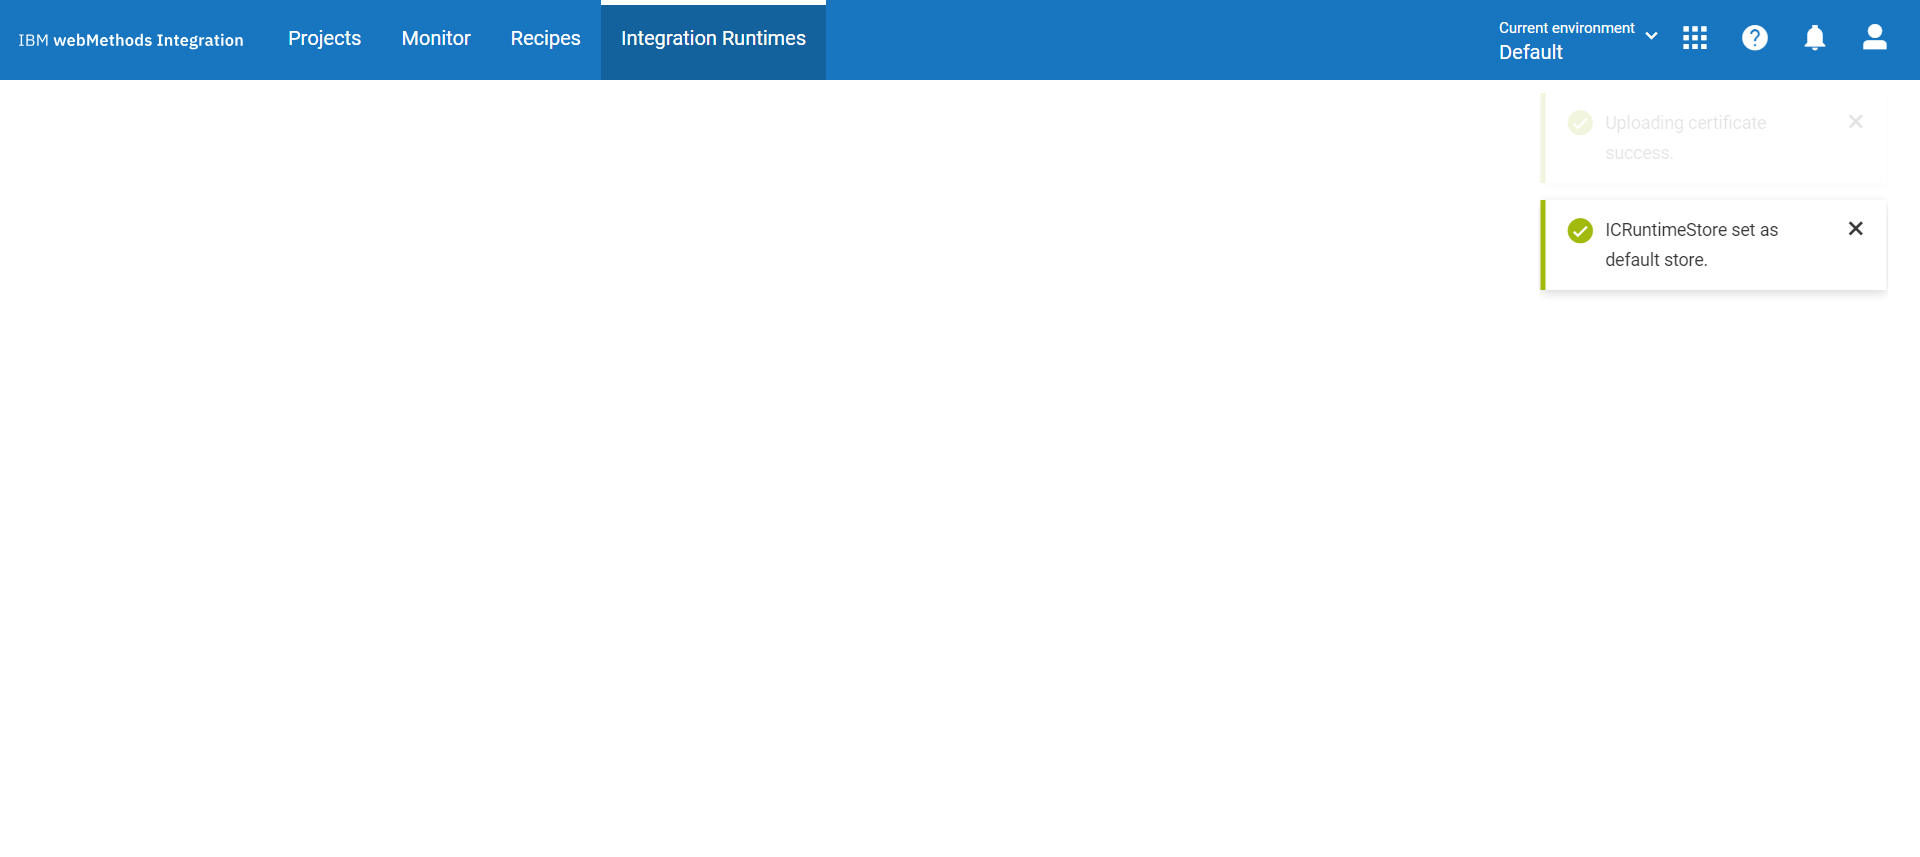 IBM webMethods Integration
Projects
Monitor
Recipes
Integration Runtimes
Current environment
Default
Uploading certificate
success.
ICRuntimeStore set as
default store.